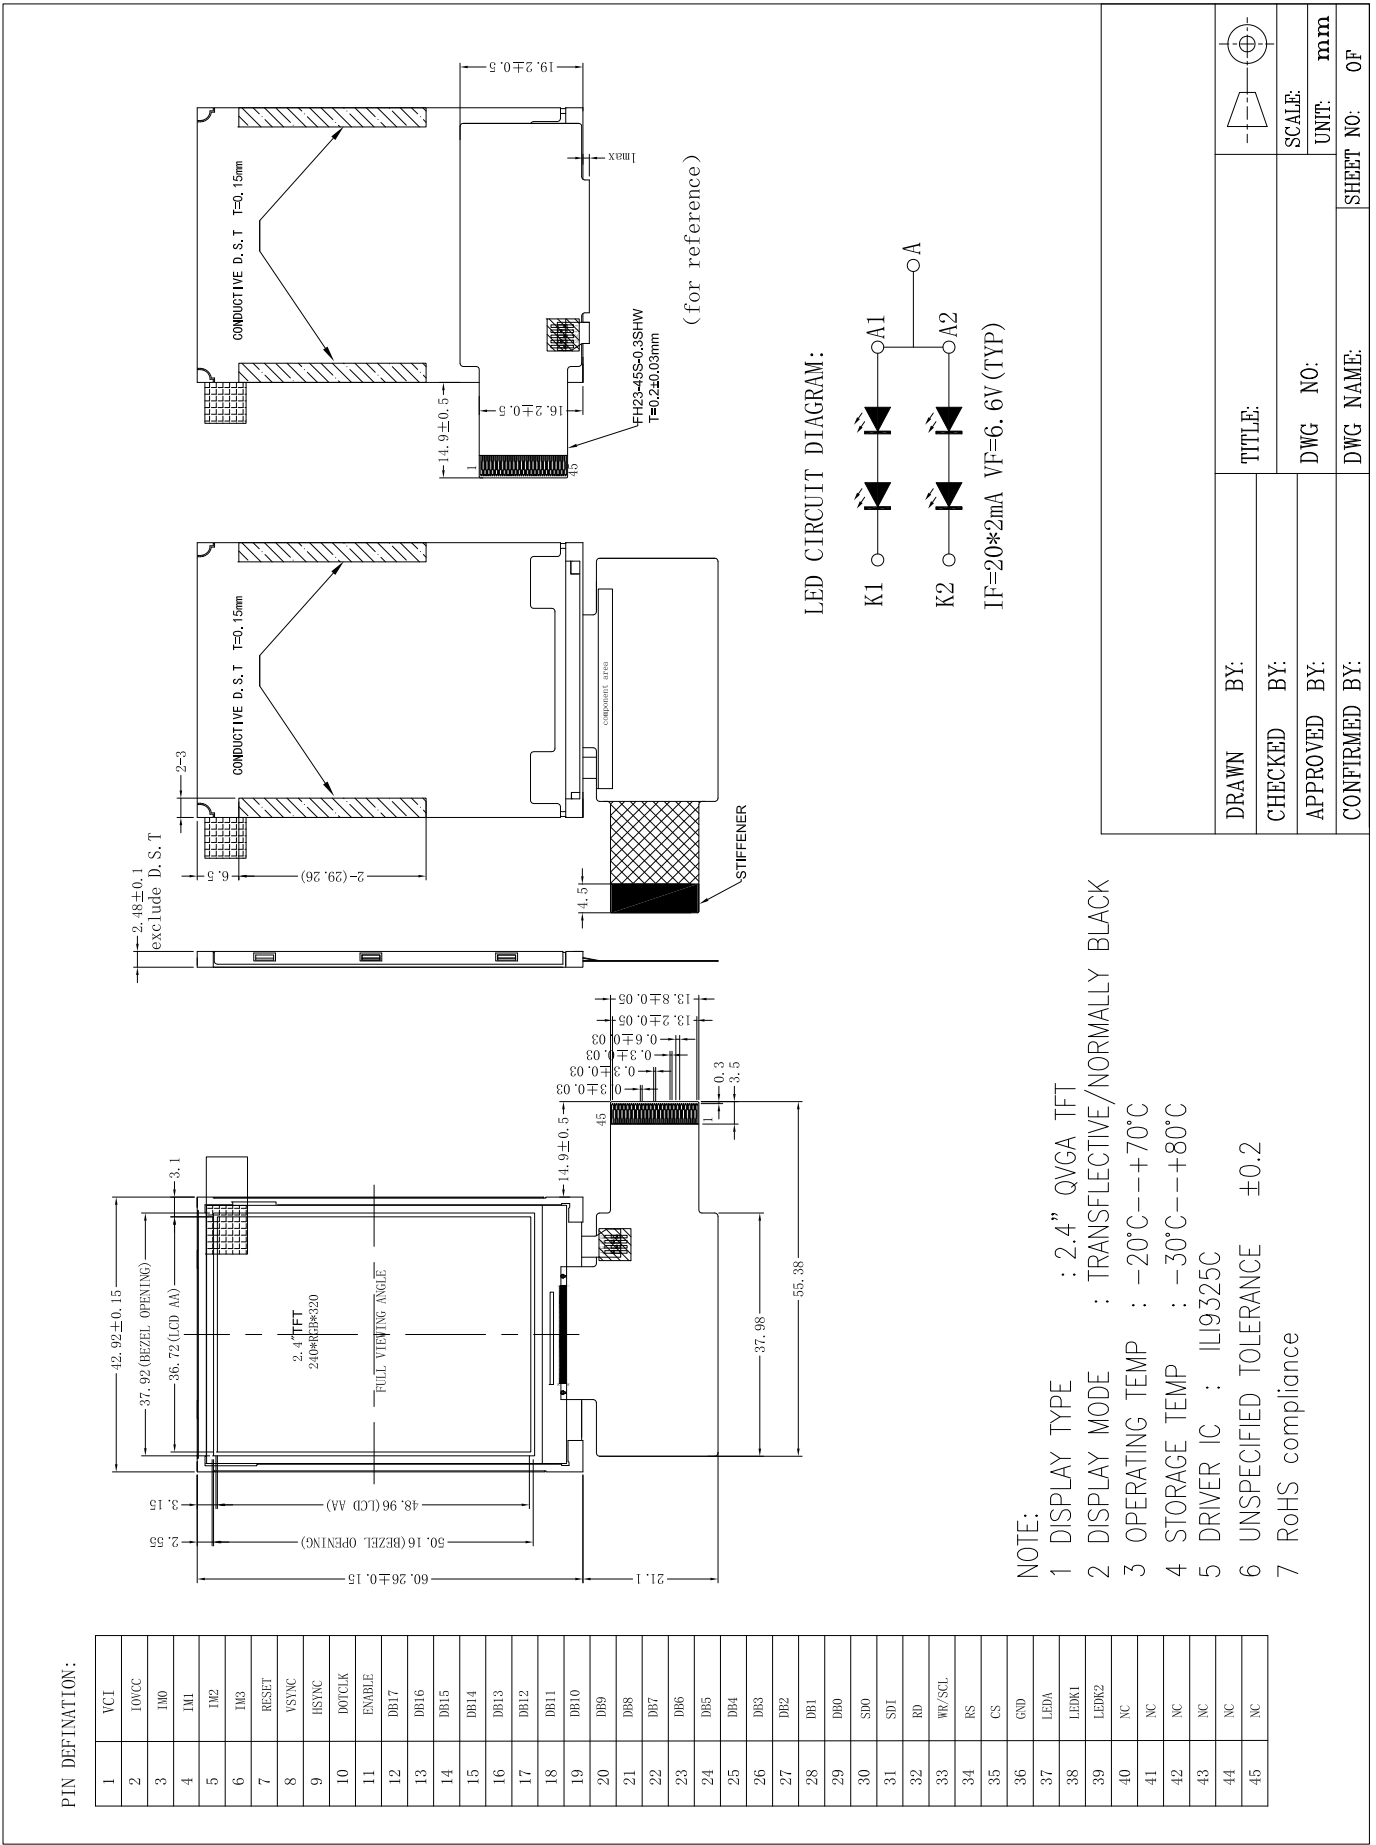 PIN DEFINATION:
1 VCI
2 IOVCC
3 IM0
4 IM1
5 IM2
6 IM3
7 RESET
8 VSYNC
9 HSYNC
10 DOTCLK
11 ENABLE
12 DB17
13 DB16
14 DB15
15 DB14
16 DB13
17 DB12
18 DB11
19 DB10
20 DB9
21 DB8
22 DB7
23 DB6
24 DB5
25 DB4
26 DB3
27 DB2
28 DB1
29 DB0
30 SDO
31 SDI
32 RD
33 WR/SCL
34 RS
35 CS
36 GND
37 LEDA
38 LEDK1
39 LEDK2
40 NC
41 NC
42 NC
43 NC
44 NC
45 NC
42.92±0.15
37.92(BEZEL OPENING)
36.72(LCD AA)
3.1
60.26±0.15
50.16(BEZEL OPENING)
48.96(LCD AA)
2.55
3.15
21.1
2.4"TFT
240*RGB*320
FULL VIEWING ANGLE
14.9±0.5
45
1
0.3±0.03
0.3±0.03
0.3±0.03
0.6±0.03
13.2±0.05
13.8±0.05
0.3
3.5
37.98
55.38
2.48±0.1
exclude D.S.T
6.5
2-(29.26)
2-3
CONDUCTIVE D.S.T T=0.15mm
component area
4.5
STIFFENER
CONDUCTIVE D.S.T T=0.15mm
19.2±0.5
1max
16.2±0.5
14.9±0.5
1
45
FH23-45S-0.3SHW
T=0.2±0.03mm
(for reference)
LED CIRCUIT DIAGRAM:
K1
A1
A
K2
A2
IF=20*2mA VF=6.6V(TYP)
NOTE:
1 DISPLAY TYPE : 2.4" QVGA TFT
2 DISPLAY MODE : TRANSFLECTIVE/NORMALLY BLACK
3 OPERATING TEMP : -20°C--+70°C
4 STORAGE TEMP : -30°C--+80°C
5 DRIVER IC : ILI9325C
6 UNSPECIFIED TOLERANCE ±0.2
7 RoHS compliance
DRAWN BY:
CHECKED BY:
APPROVED BY:
CONFIRMED BY:
TITLE:
DWG NO:
DWG NAME:
SCALE:
UNIT: mm
SHEET NO: OF